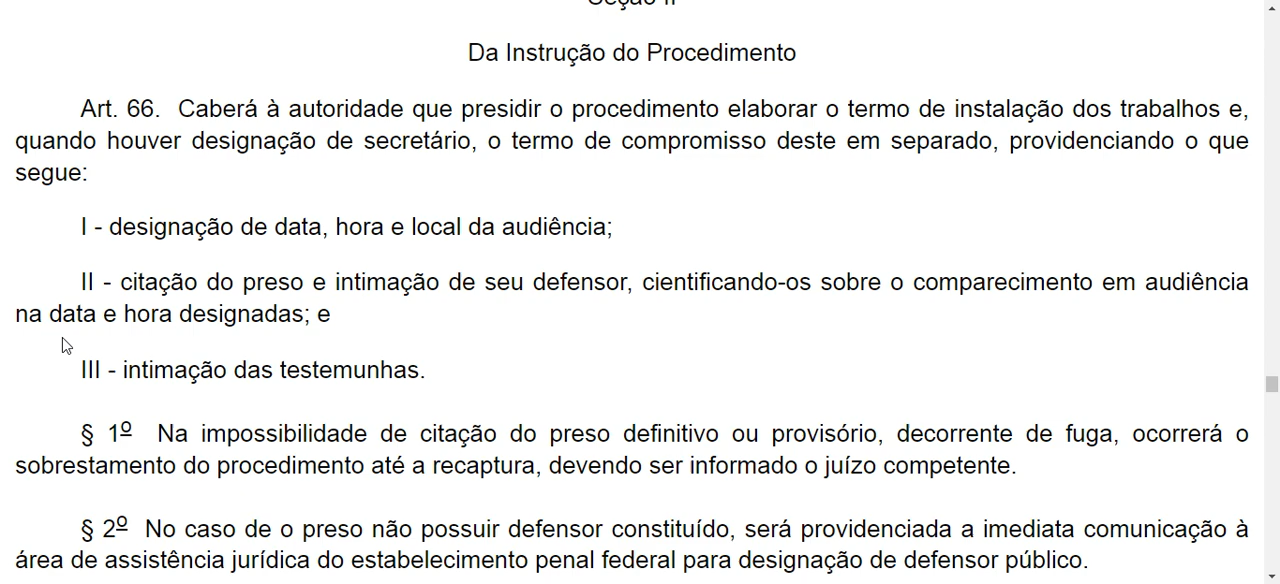 Seção II
Da Instrução do Procedimento
Art. 66.  Caberá à autoridade que presidir o procedimento elaborar o termo de instalação dos trabalhos e,
quando houver designação de secretário, o termo de compromisso deste em separado, providenciando o que
segue:
I - designação de data, hora e local da audiência;
II - citação do preso e intimação de seu defensor, cientificando-os sobre o comparecimento em audiência
na data e hora designadas; e
III - intimação das testemunhas.
§ 1º  Na impossibilidade de citação do preso definitivo ou provisório, decorrente de fuga, ocorrerá o
sobrestamento do procedimento até a recaptura, devendo ser informado o juízo competente.
§ 2º  No caso de o preso não possuir defensor constituído, será providenciada a imediata comunicação à
área de assistência jurídica do estabelecimento penal federal para designação de defensor público.